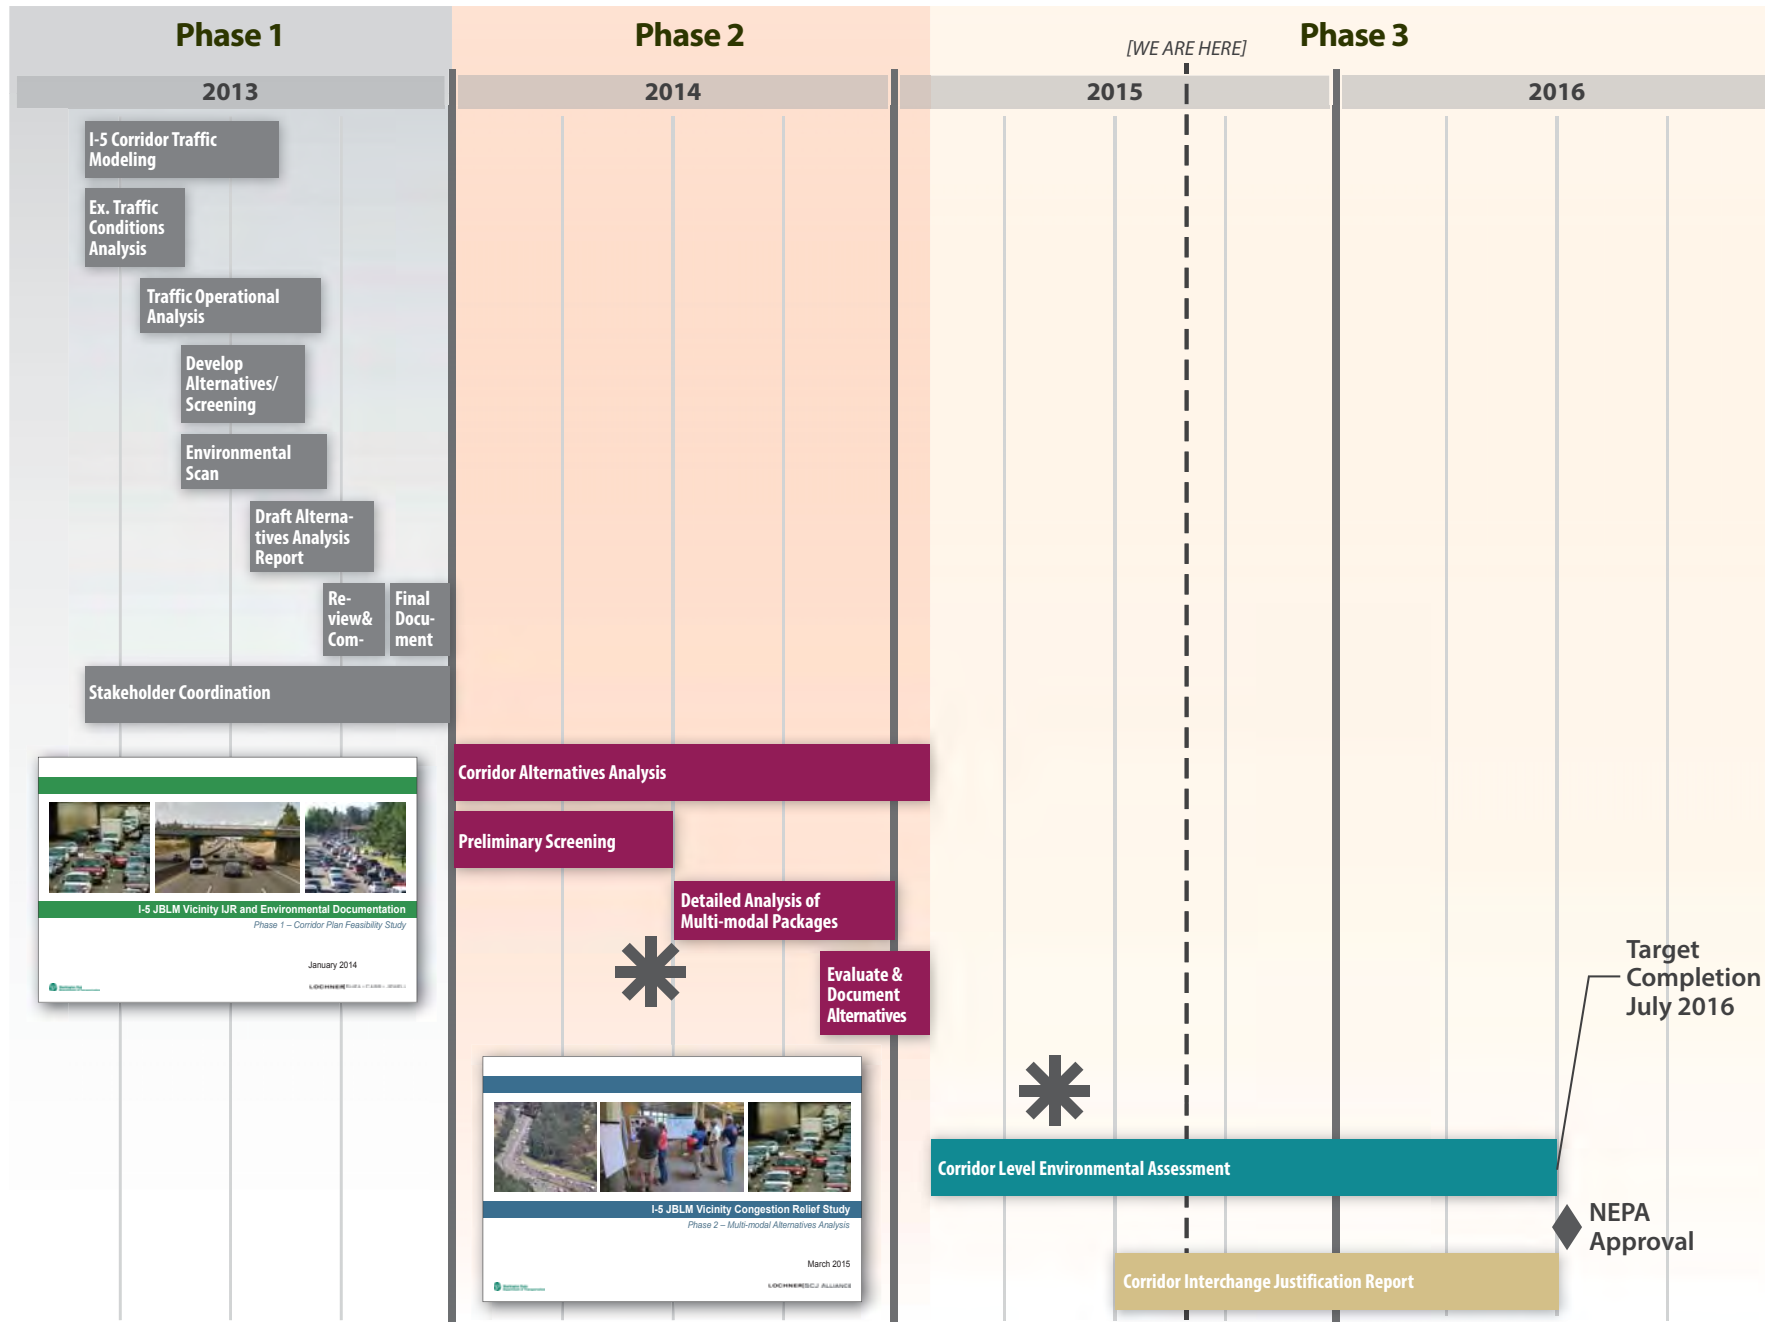 Phase 1
Phase 2
[WE ARE HERE]
Phase 3
2013
2014
2015
2016
I-5 Corridor Traffic
Modeling
Ex. Traffic
Conditions
Analysis
Traffic Operational
Analysis
Develop
Alternatives/
Screening
Environmental
Scan
Draft Alterna-
tives Analysis
Report
Re-
view&
Com-
Final
Docu-
ment
Stakeholder Coordination
Corridor Alternatives Analysis
Preliminary Screening
Detailed Analysis of
Multi-modal Packages
Evaluate &
Document
Alternatives
I-5 JBLM Vicinity IJR and Environmental Documentation
Phase 1 – Corridor Plan Feasibility Study
January 2014
LOCHNER
I-5 JBLM Vicinity Congestion Relief Study
Phase 2 – Multi-modal Alternatives Analysis
March 2015
LOCHNER|SCJ ALLIANCE
Target
Completion
July 2016
Corridor Level Environmental Assessment
NEPA
Approval
Corridor Interchange Justification Report